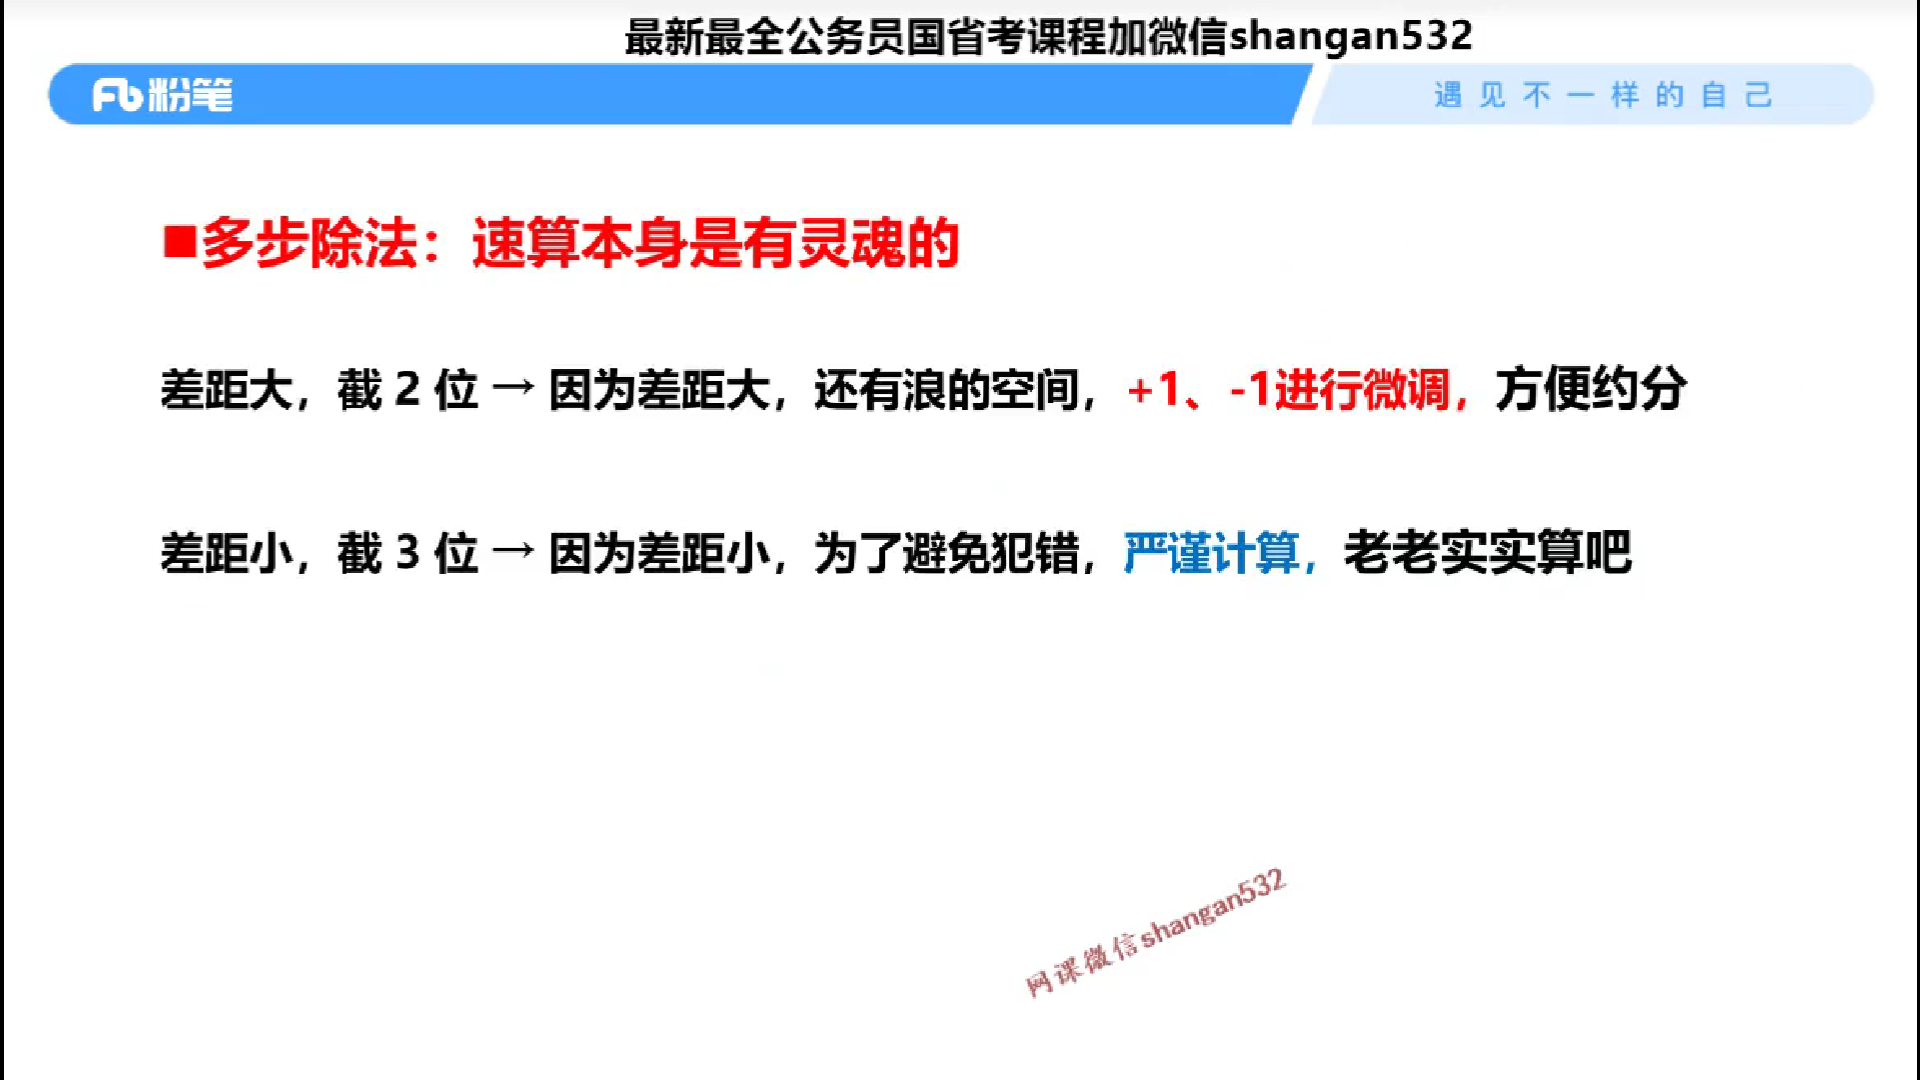 最新最全公务员国省考课程加微信shangan532
Fb粉笔
遇见不一样的自己
■多步除法：速算本身是有灵魂的
差距大，截 2 位 → 因为差距大，还有浪的空间，+1、-1进行微调，方便约分
差距小，截 3 位 → 因为差距小，为了避免犯错，严谨计算，老老实实算吧
网课微信shangan532